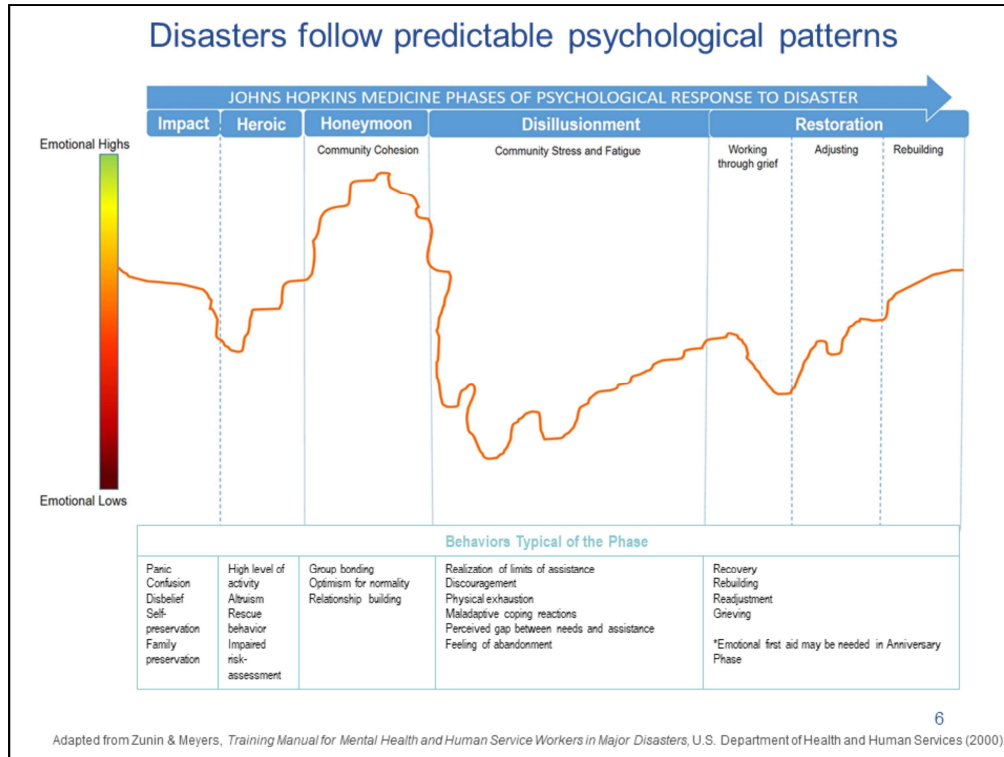 Disasters follow predictable psychological patterns
JOHNS HOPKINS MEDICINE PHASES OF PSYCHOLOGICAL RESPONSE TO DISASTER
Impact
Heroic
Honeymoon
Disillusionment
Restoration
Emotional Highs
Community Cohesion
Community Stress and Fatigue
Working
through grief
Adjusting
Rebuilding
Emotional Lows
Behaviors Typical of the Phase
Panic
Confusion
Disbelief
Self-
preservation
Family
preservation
High level of
activity
Altruism
Rescue
behavior
Impaired
risk-
assessment
Group bonding
Optimism for normality
Relationship building
Realization of limits of assistance
Discouragement
Physical exhaustion
Maladaptive coping reactions
Perceived gap between needs and assistance
Feeling of abandonment
Recovery
Rebuilding
Readjustment
Grieving
*Emotional first aid may be needed in Anniversary
Phase
6
Adapted from Zunin & Meyers, Training Manual for Mental Health and Human Service Workers in Major Disasters, U.S. Department of Health and Human Services (2000)